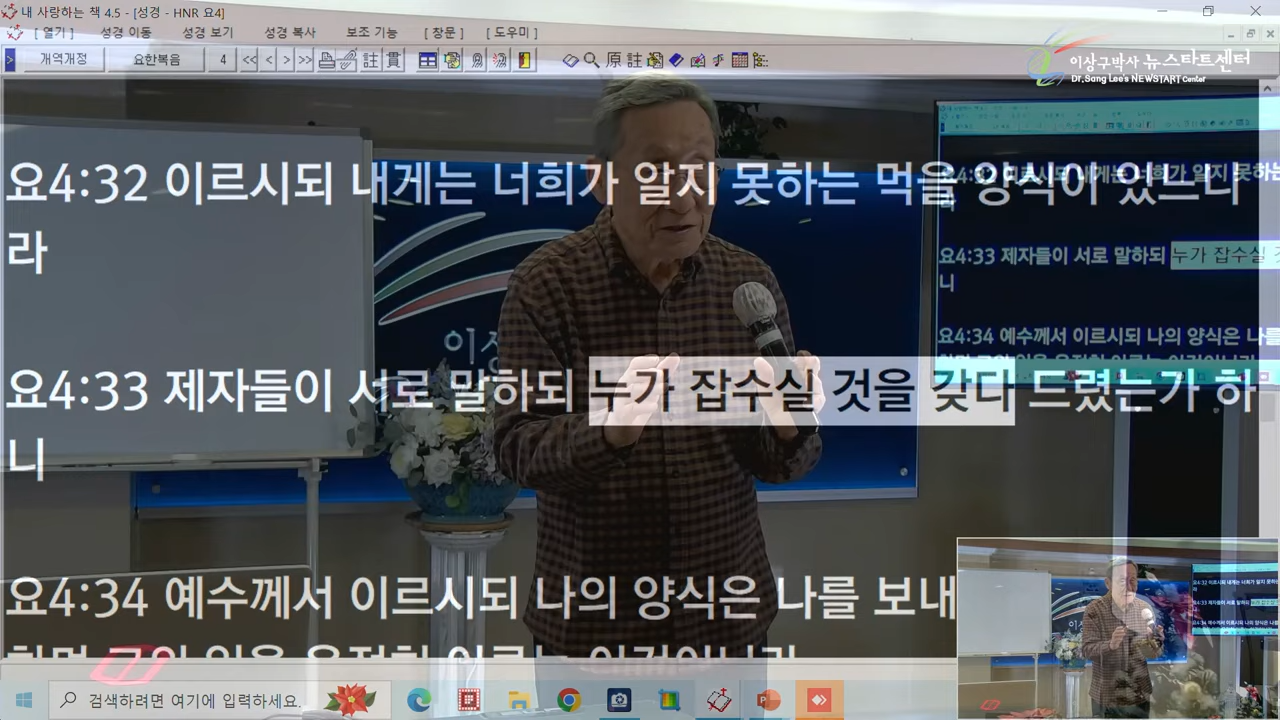 내 사랑하는 책 4.5 - [성경 - HNR 요4]
[ 열기 ] 성경 이동 성경 보기 성경 복사 보조 기능 [ 창문 ] [ 도우미 ]
개역개정 요한복음 4 << < > >> 註 貫 原 註
이상구박사 뉴스타트센터
Dr.Sang Lee's NEWSTART Center
요4:32 이르시되 내게는 너희가 알지 못하는 먹을 양식이 있느니
라
요4:33 제자들이 서로 말하되 누가 잡수실 것을 갖다 드렸는가 하
니
요4:34 예수께서 이르시되 나의 양식은 나를 보내
요4:33 제자들이 서로 말하되 누가 잡수실
니
요4:34 예수께서 이르시되 나의 양식은 나를
검색하려면 여기에 입력하세요.